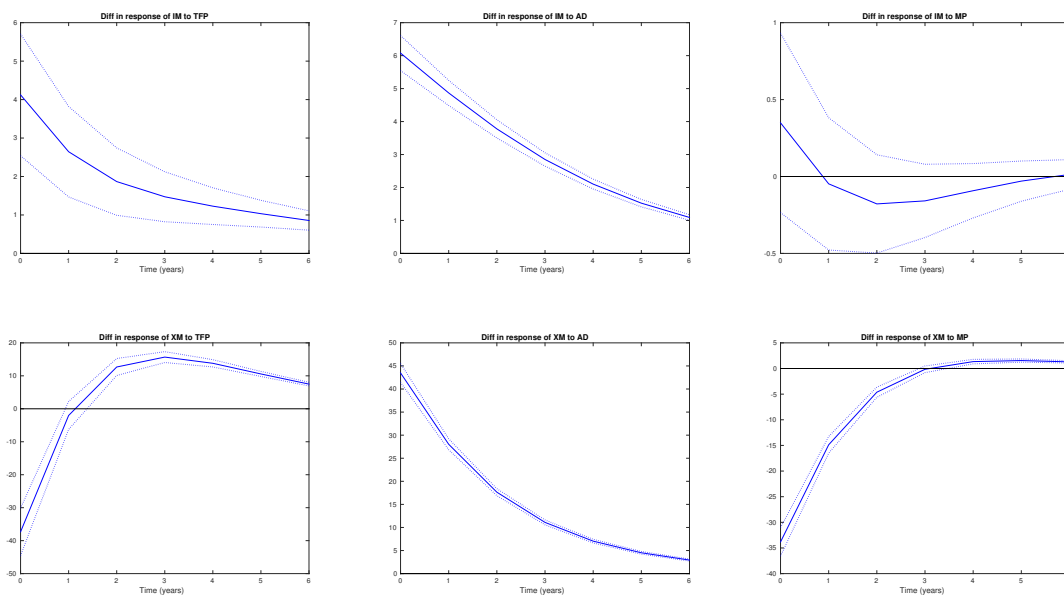 Diff in response of IM to TFP
6
5
4
3
2
1
0
0 1 2 3 4 5 6
Time (years)
Diff in response of IM to AD
7
6
5
4
3
2
1
0
0 1 2 3 4 5 6
Time (years)
Diff in response of IM to MP
1
0.5
0
-0.5
0 1 2 3 4 5
Time (years)
Diff in response of XM to TFP
20
10
0
-10
-20
-30
-40
-50
0 1 2 3 4 5 6
Time (years)
Diff in response of XM to AD
50
45
40
35
30
25
20
15
10
5
0
0 1 2 3 4 5 6
Time (years)
Diff in response of XM to MP
5
0
-5
-10
-15
-20
-25
-30
-35
-40
0 1 2 3 4 5
Time (years)